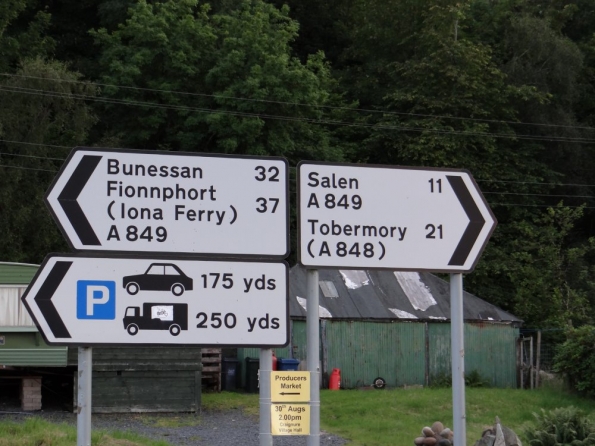 Bunessan 32
Fionnphort
(Iona Ferry) 37
A 849
Salen 11
A 849
Tobermory 21
(A 848)
P 175 yds
250 yds
Producers
Market
30th Augs
2.00pm
Craignure
Village Hall